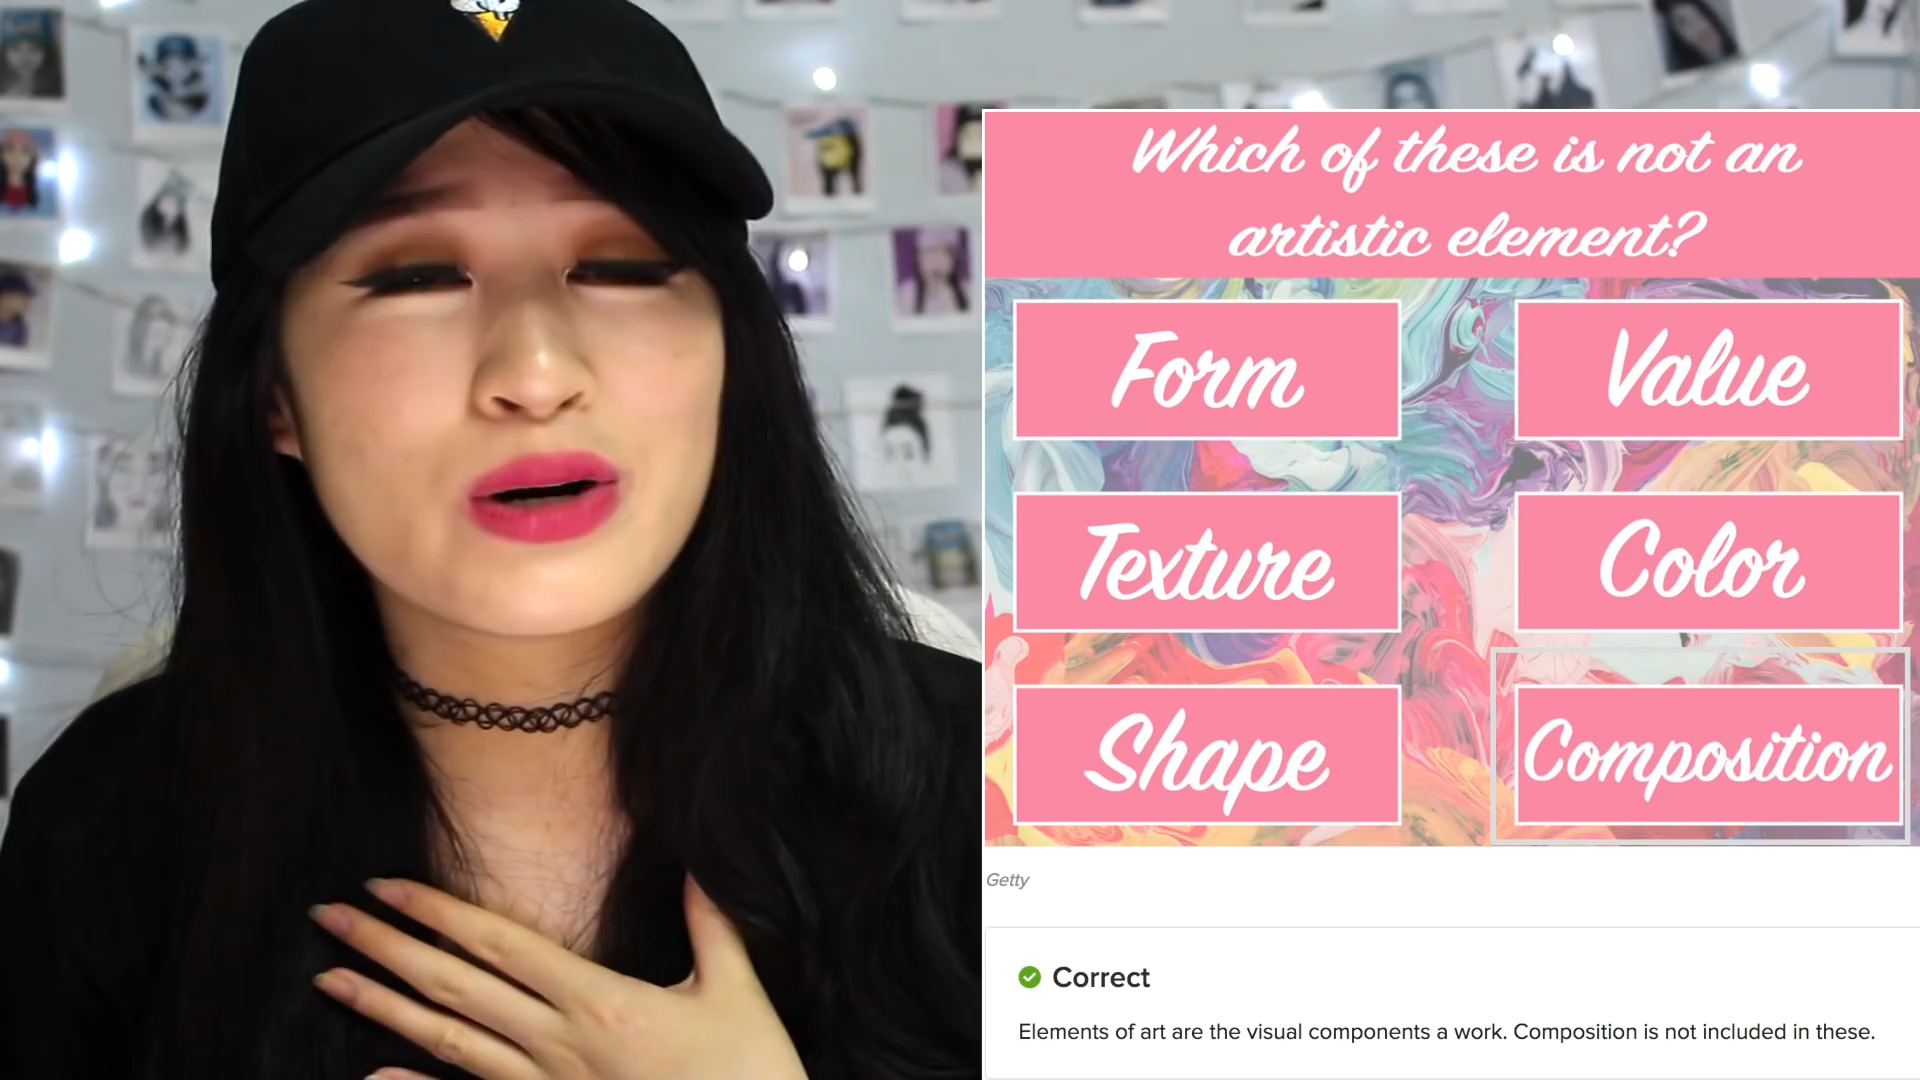 Which of these is not an
artistic element?
Form
Value
Texture
Color
Shape
Composition
Getty
Correct
Elements of art are the visual components a work. Composition is not included in these.